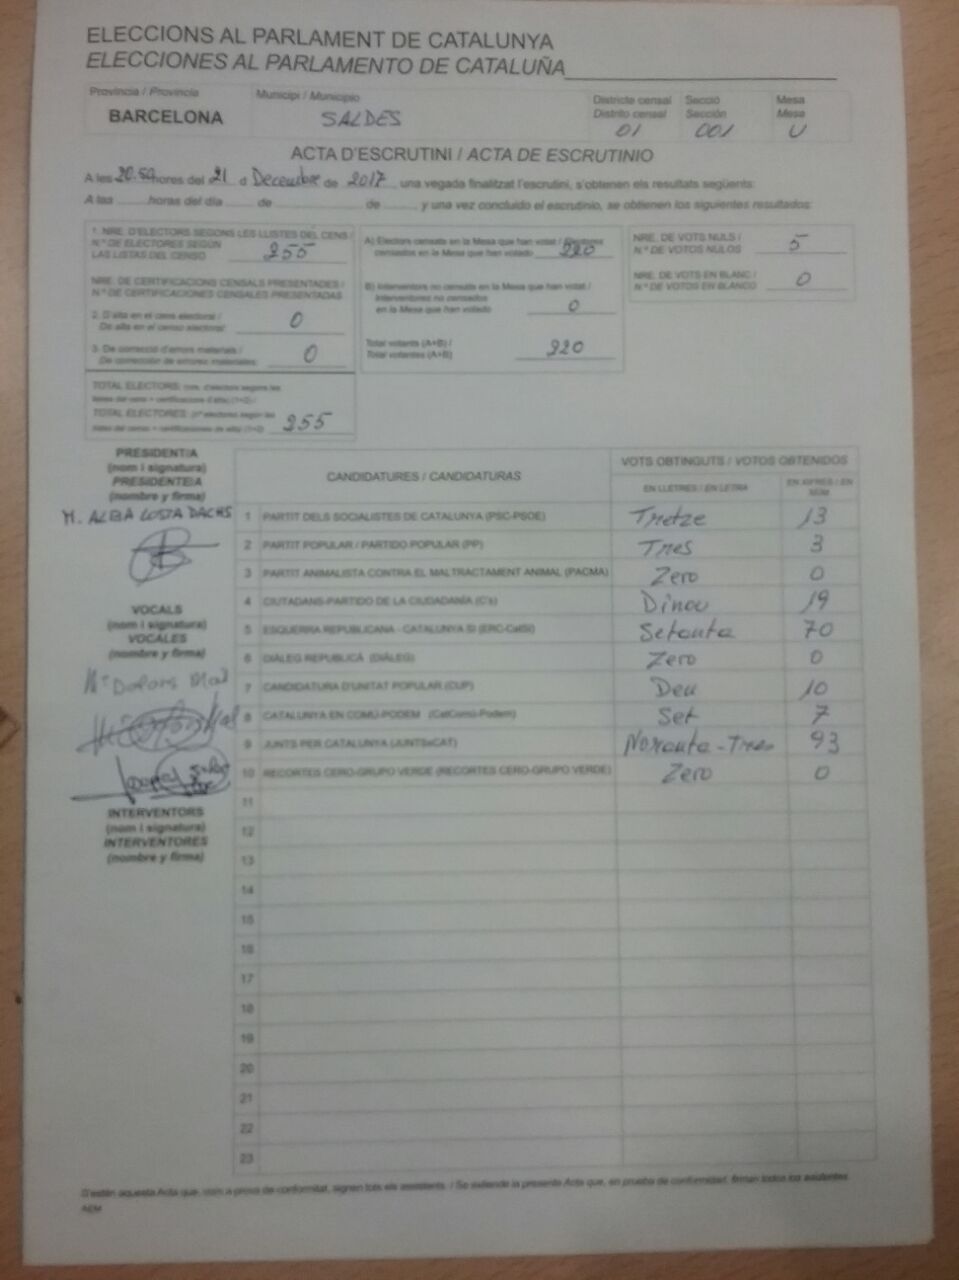 ELECCIONS AL PARLAMENT DE CATALUNYA
ELECCIONES AL PARLAMENTO DE CATALUÑA
Província / Provincia
BARCELONA
Municipi / Municipio
SALDES
Districte censal
Distrito censal
01
Secció
Sección
001
Mesa
Mesa
U
ACTA D'ESCRUTINI / ACTA DE ESCRUTINIO
A les 20.50 hores del 21 d Decembre de 2017, una vegada finalitzat l'escrutini, s'obtenen els resultats següents:
A las horas del día de de y una vez concluido el escrutinio, se obtienen los siguientes resultados:
1. NRE. D'ELECTORS SEGONS LES LLISTES DEL CENS /
N.º DE ELECTORES SEGÚN
LAS LISTAS DEL CENSO
255
NRE. DE CERTIFICACIONS CENSALS PRESENTADES /
N.º DE CERTIFICACIONES CENSALES PRESENTADAS
2. D'alta en el cens electoral /
De alta en el censo electoral:
0
3. De correcció d'errors materials /
De corrección de errores materiales:
0
TOTAL ELECTORS: nre. d'electors segons les
llistes del cens + certificacions d'alta (1+2) /
TOTAL ELECTORES: (nº electores según las
listas del censo + certificaciones de alta) (1+2)
255
A) Electors censats en la Mesa que han votat / Electores
censados en la Mesa que han votado
220
B) Interventors no censats en la Mesa que han votat /
Interventores no censados
en la Mesa que han votado
0
Total votants (A+B) /
Total votantes (A+B)
220
NRE. DE VOTS NULS /
N.º DE VOTOS NULOS
5
NRE. DE VOTS EN BLANC /
N.º DE VOTOS EN BLANCO
0
PRESIDENT/A
(nom i signatura)
PRESIDENTE/A
(nombre y firma)
M. ALBA COSTA DACHS
VOCALS
(nom i signatura)
VOCALES
(nombre y firma)
Mª Dolors
INTERVENTORS
(nom i signatura)
INTERVENTORES
(nombre y firma)
CANDIDATURES / CANDIDATURAS
VOTS OBTINGUTS / VOTOS OBTENIDOS
EN LLETRES / EN LETRA
EN XIFRES / EN
NÚM.
1 PARTIT DELS SOCIALISTES DE CATALUNYA (PSC-PSOE) Tretze 13
2 PARTIT POPULAR / PARTIDO POPULAR (PP) Tres 3
3 PARTIT ANIMALISTA CONTRA EL MALTRACTAMENT ANIMAL (PACMA) Zero 0
4 CIUTADANS-PARTIDO DE LA CIUDADANÍA (C's) Dinou 19
5 ESQUERRA REPUBLICANA - CATALUNYA SÍ (ERC-CatSí) Setanta 70
6 DIÀLEG REPUBLICÀ (DIÀLEG) Zero 0
7 CANDIDATURA D'UNITAT POPULAR (CUP) Deu 10
8 CATALUNYA EN COMÚ-PODEM (CatComú-Podem) Set 7
9 JUNTS PER CATALUNYA (JUNTSxCAT) Noranta-Tres 93
10 RECORTES CERO-GRUPO VERDE (RECORTES CERO-GRUPO VERDE) Zero 0
11
12
13
14
15
16
17
18
19
20
21
22
23
S'estén aquesta Acta que, com a prova de conformitat, signen tots els assistents. / Se extiende la presente Acta que, en prueba de conformidad, firman todos los asistentes.
AEM